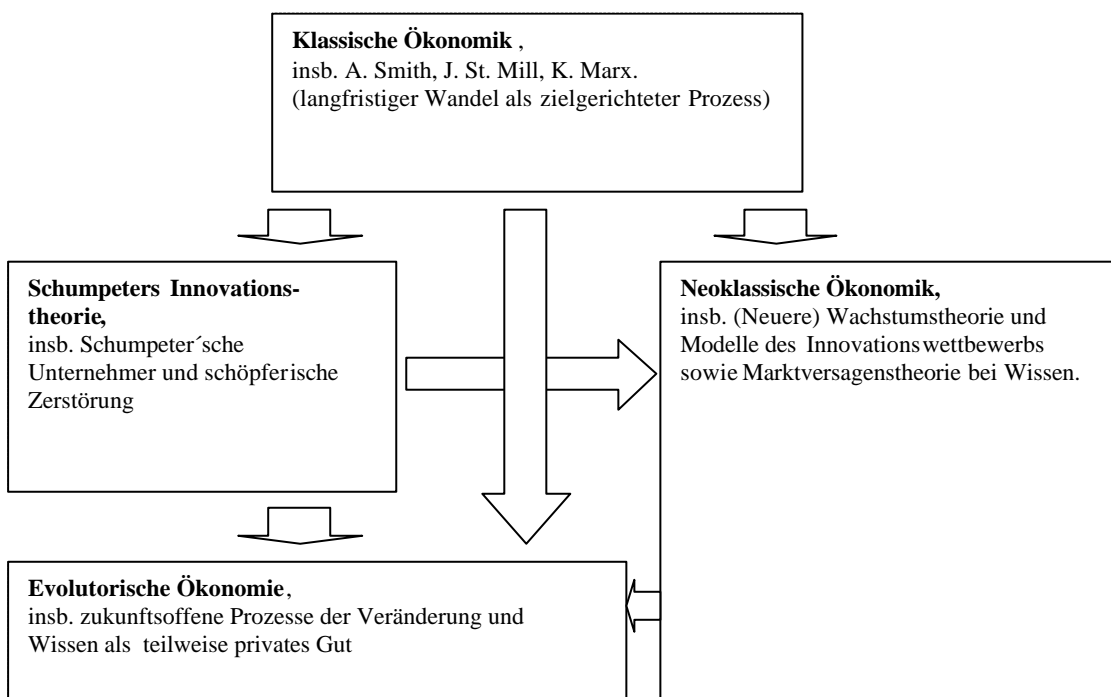 Klassische Ökonomik ,
insb. A. Smith, J. St. Mill, K. Marx.
(langfristiger Wandel als zielgerichteter Prozess)
Schumpeters Innovations-
theorie,
insb. Schumpeter´sche
Unternehmer und schöpferische
Zerstörung
Neoklassische Ökonomik,
insb. (Neuere) Wachstumstheorie und
Modelle des Innovationswettbewerbs
sowie Marktversagenstheorie bei Wissen.
Evolutorische Ökonomie,
insb. zukunftsoffene Prozesse der Veränderung und
Wissen als teilweise privates Gut